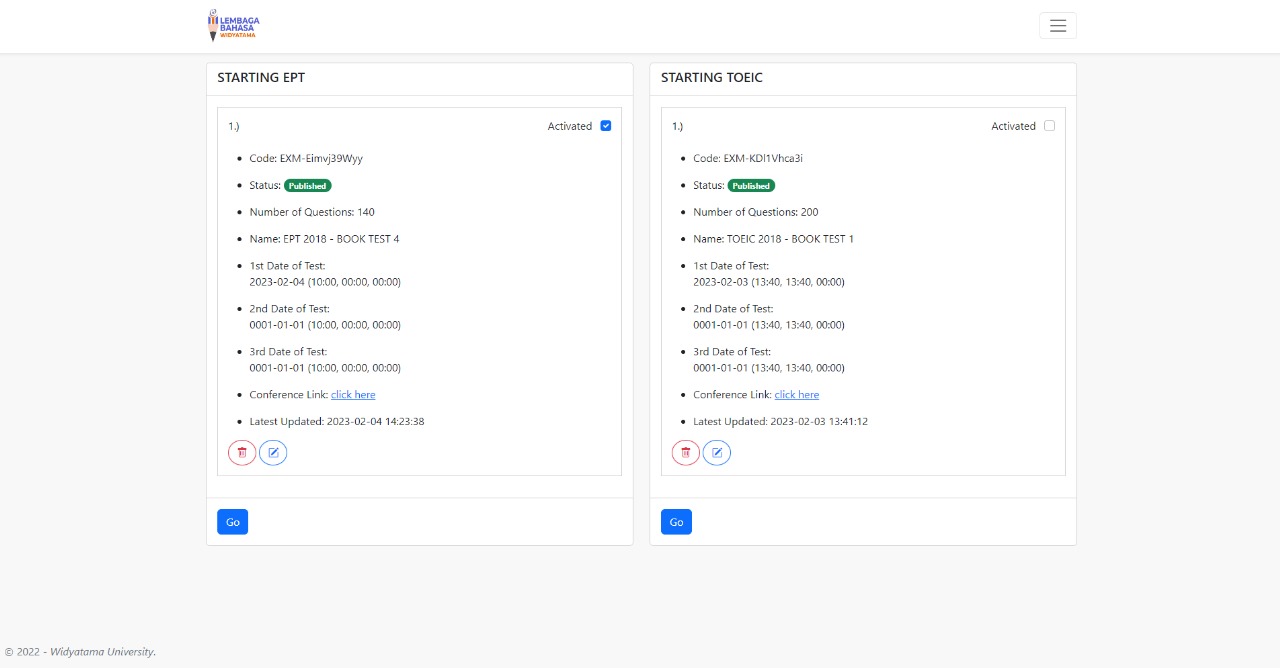 LEMBAGA
BAHASA
WIDYATAMA
STARTING EPT
1.)
Activated
Code: EXM-Eimvj39Wyy
Status: Published
Number of Questions: 140
Name: EPT 2018 - BOOK TEST 4
1st Date of Test:
2023-02-04 (10:00, 00:00, 00:00)
2nd Date of Test:
0001-01-01 (10:00, 00:00, 00:00)
3rd Date of Test:
0001-01-01 (10:00, 00:00, 00:00)
Conference Link: click here
Latest Updated: 2023-02-04 14:23:38
Go
STARTING TOEIC
1.)
Activated
Code: EXM-KDl1Vhca3i
Status: Published
Number of Questions: 200
Name: TOEIC 2018 - BOOK TEST 1
1st Date of Test:
2023-02-03 (13:40, 13:40, 00:00)
2nd Date of Test:
0001-01-01 (13:40, 13:40, 00:00)
3rd Date of Test:
0001-01-01 (13:40, 13:40, 00:00)
Conference Link: click here
Latest Updated: 2023-02-03 13:41:12
Go
© 2022 - Widyatama University.